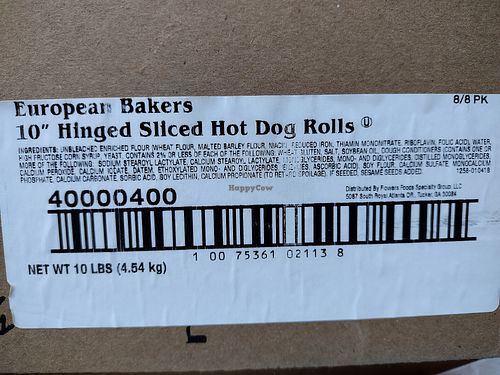 European Bakers
8/8 PK
10" Hinged Sliced Hot Dog Rolls Ⓤ
INGREDIENTS: UNBLEACHED ENRICHED FLOUR (WHEAT FLOUR, MALTED BARLEY FLOUR, NIACIN, REDUCED IRON, THIAMIN MONONITRATE, RIBOFLAVIN, FOLIC ACID), WATER,
HIGH FRUCTOSE CORN SYRUP, YEAST, CONTAINS 2% OR LESS OF EACH OF THE FOLLOWING: WHEAT GLUTEN, SALT, SOYBEAN OIL, DOUGH CONDITIONERS (CONTAINS ONE OR
MORE OF THE FOLLOWING: SODIUM STEAROYL LACTYLATE, CALCIUM STEAROYL LACTYLATE, MONOGLYCERIDES, MONO- AND DIGLYCERIDES, DISTILLED MONOGLYCERIDES,
CALCIUM PEROXIDE, CALCIUM IODATE, DATEM, ETHOXYLATED MONO- AND DIGLYCERIDES, ASCORBIC ACID), SOY FLOUR, CALCIUM SULFATE, MONOCALCIUM
PHOSPHATE, CALCIUM CARBONATE, SORBIC ACID, SOY LECITHIN, CALCIUM PROPIONATE (TO RETARD SPOILAGE). IF SEEDED, SESAME SEEDS ADDED. 1258-010418
HappyCow
40000400
Distributed By Flowers Foods Specialty Group, LLC
5087 South Royal Atlanta DR., Tucker, GA 30084
1 00 75361 02113 8
NET WT 10 LBS (4.54 kg)